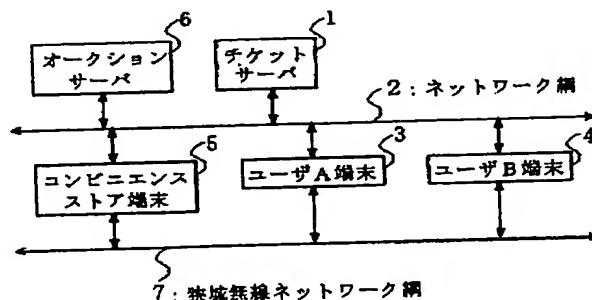 6
オークション
サーバ
1
チケット
サーバ
2:ネットワーク網
5
コンビニエンス
ストア端末
3
ユーザA端末
4
ユーザB端末
7:狭域無線ネットワーク網